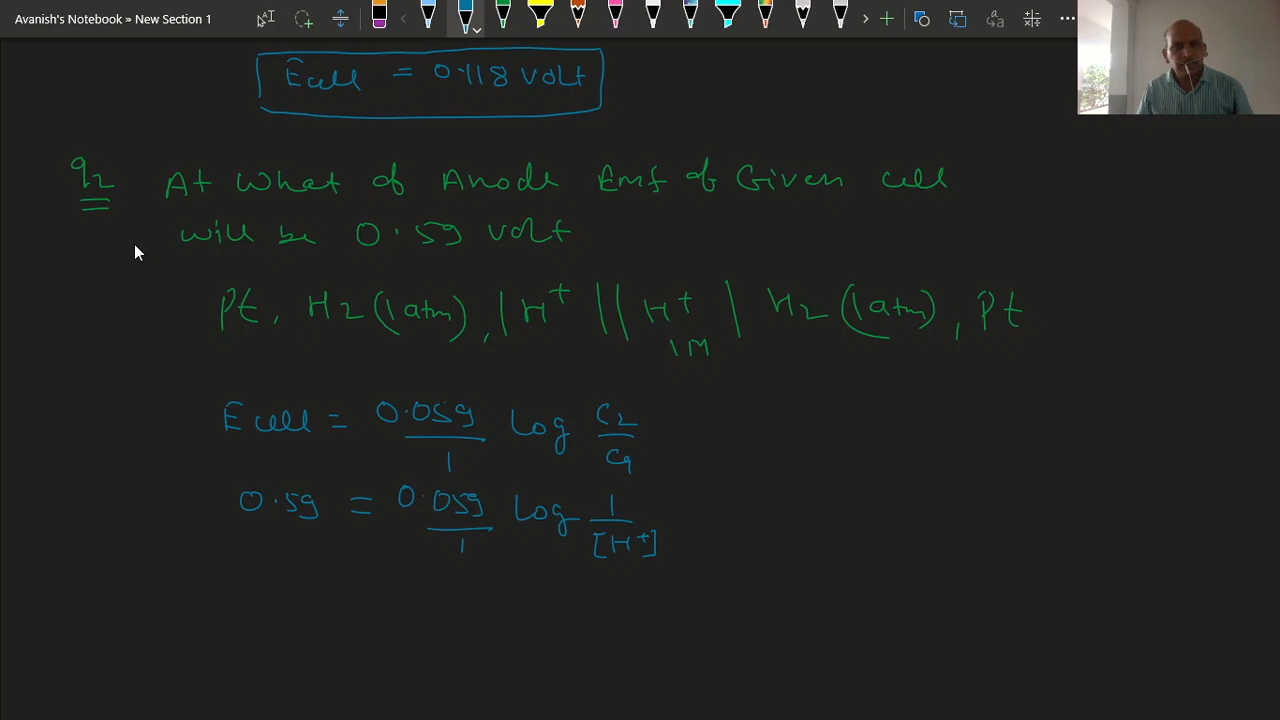 Avanish's Notebook » New Section 1
Ecell = 0.118 volt
q2 At What of Anode Emf of Given cell
will be 0.59 volt
Pt, H2 (1atm), | H+ || H+ | H2 (1atm), Pt
1M
Ecell = 0.059/1 log C2/C1
0.59 = 0.059/1 log 1/[H+]